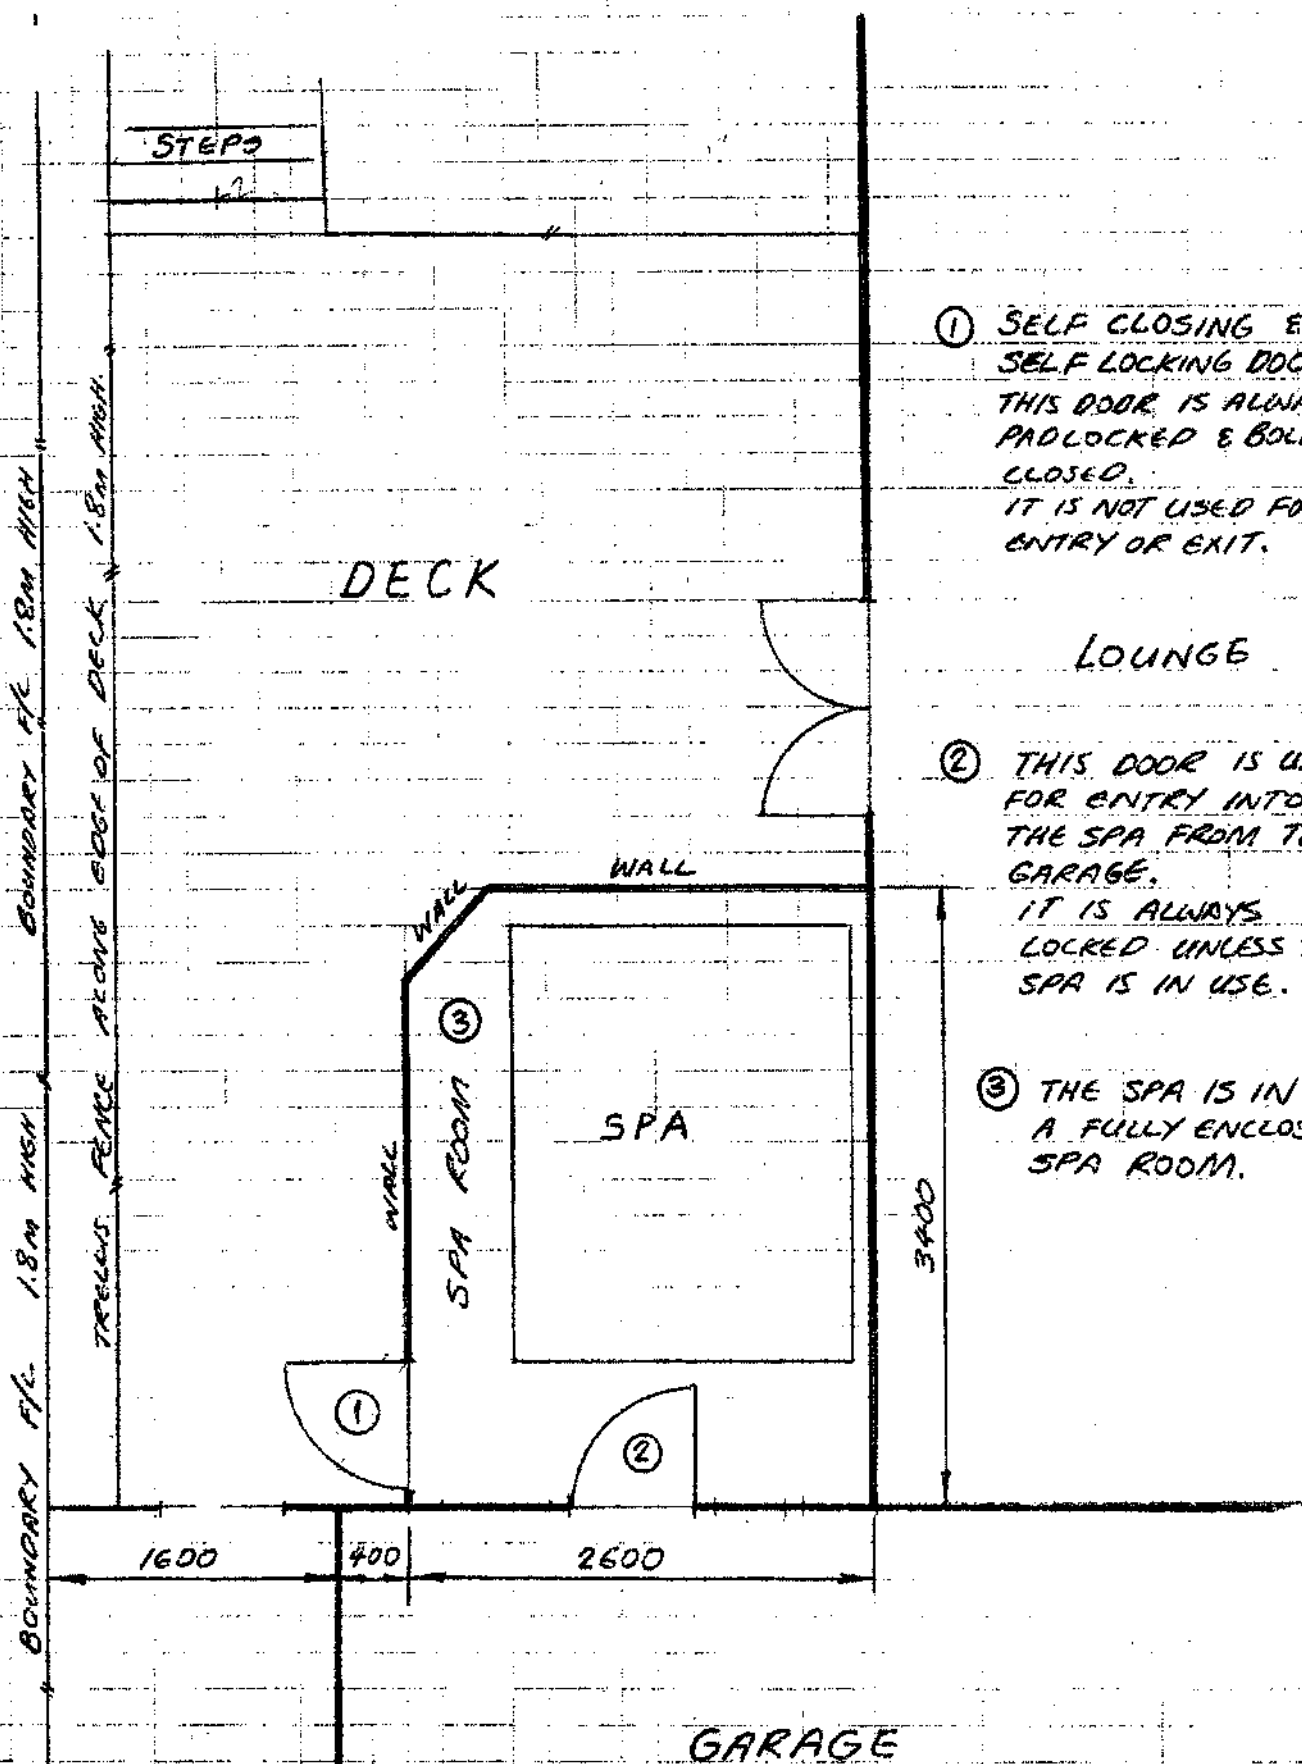 STEPS
① SELF CLOSING &
SELF LOCKING
THIS DOOR IS
PADLOCKED &
CLOSED.
IT IS NOT USED
ENTRY OR EXIT.
DECK
LOUNGE
② THIS DOOR IS
FOR ENTRY INTO
THE SPA FROM
GARAGE.
IT IS ALWAYS
LOCKED UNLESS
SPA IS IN USE.
WALL
WALL
WALL
③
SPA ROOM
SPA
③ THE SPA IS IN
A FULLY
SPA ROOM.
BOUNDARY F/L 1.8M HIGH
BOUNDARY F/L 1.8M HIGH
TRELLIS FENCE ALONG EDGE OF DECK 1.8M HIGH.
3400
①
②
1600
400
2600
GARAGE